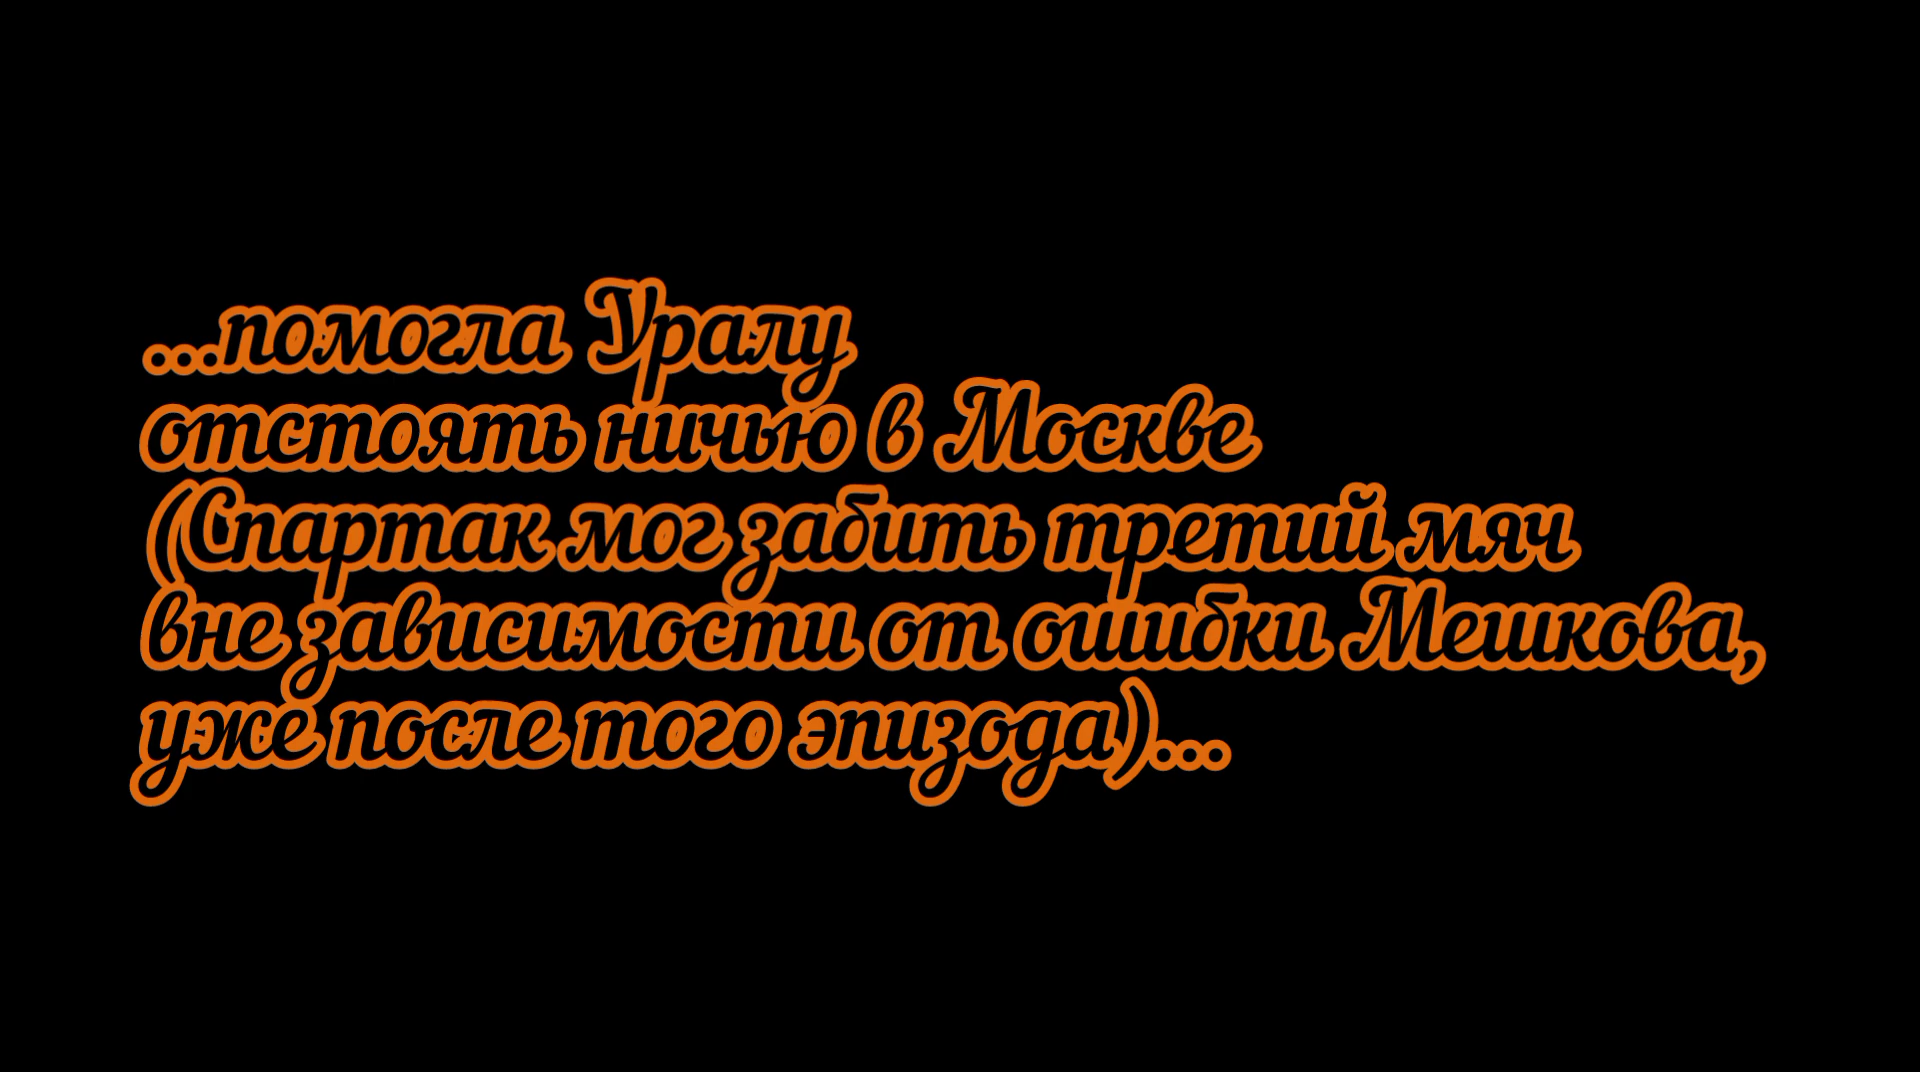 ...помогла Уралу
отстоять ничью в Москве
(Спартак мог забить третий мяч
вне зависимости от ошибки Мешкова,
уже после того эпизода)...